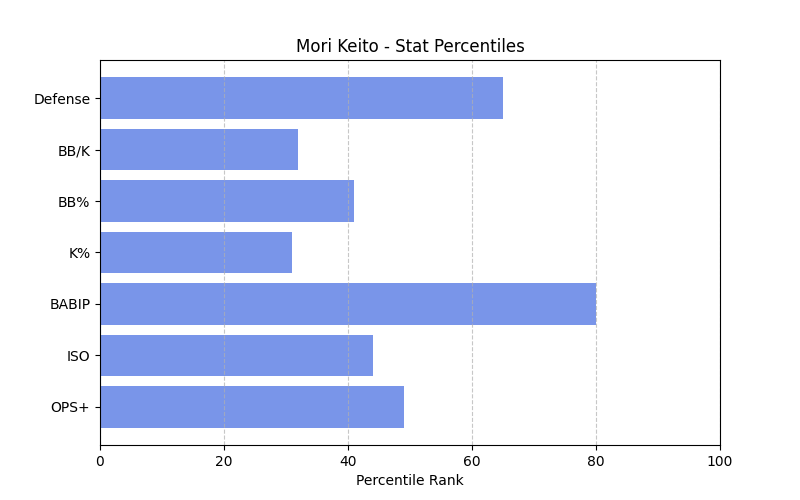 Mori Keito - Stat Percentiles
Defense
BB/K
BB%
K%
BABIP
ISO
OPS+
0 20 40 60 80 100
Percentile Rank